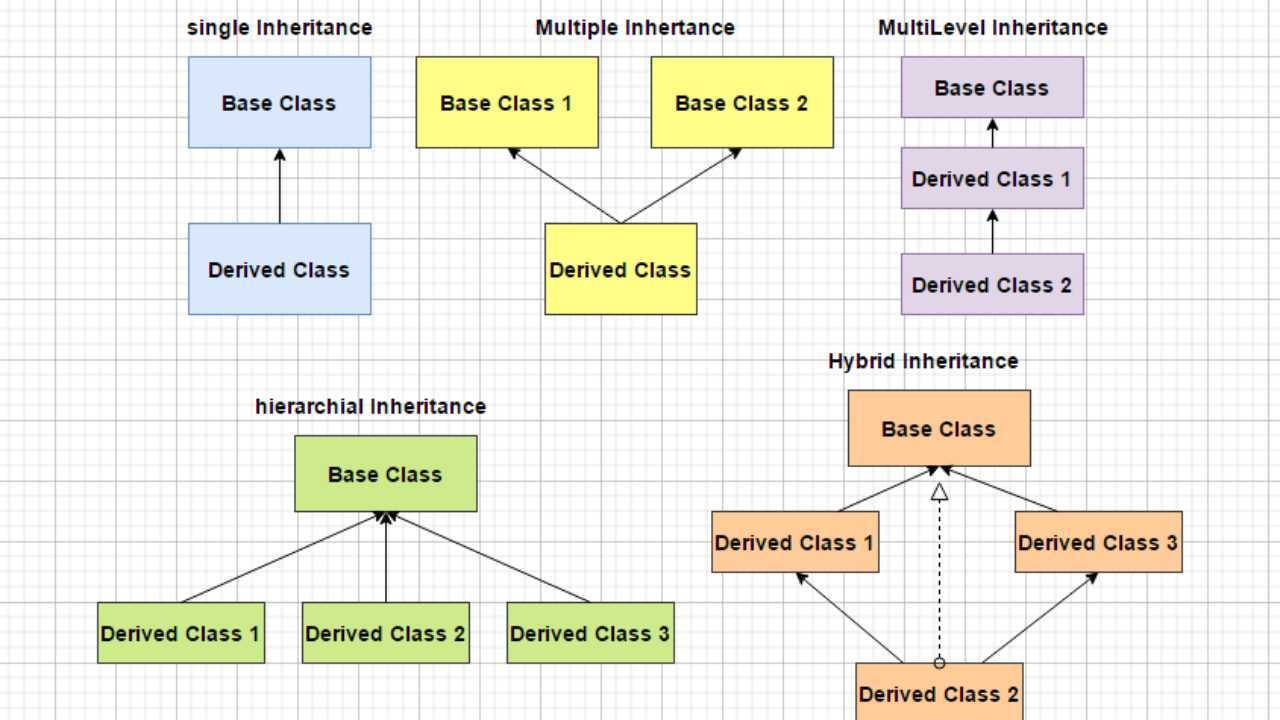 single Inheritance
Multiple Inhertance
MultiLevel Inheritance
Base Class
Base Class 1
Base Class 2
Base Class
Derived Class 1
Derived Class
Derived Class
Derived Class 2
hierarchial Inheritance
Base Class
Derived Class 1
Derived Class 2
Derived Class 3
Hybrid Inheritance
Base Class
Derived Class 1
Derived Class 3
Derived Class 2